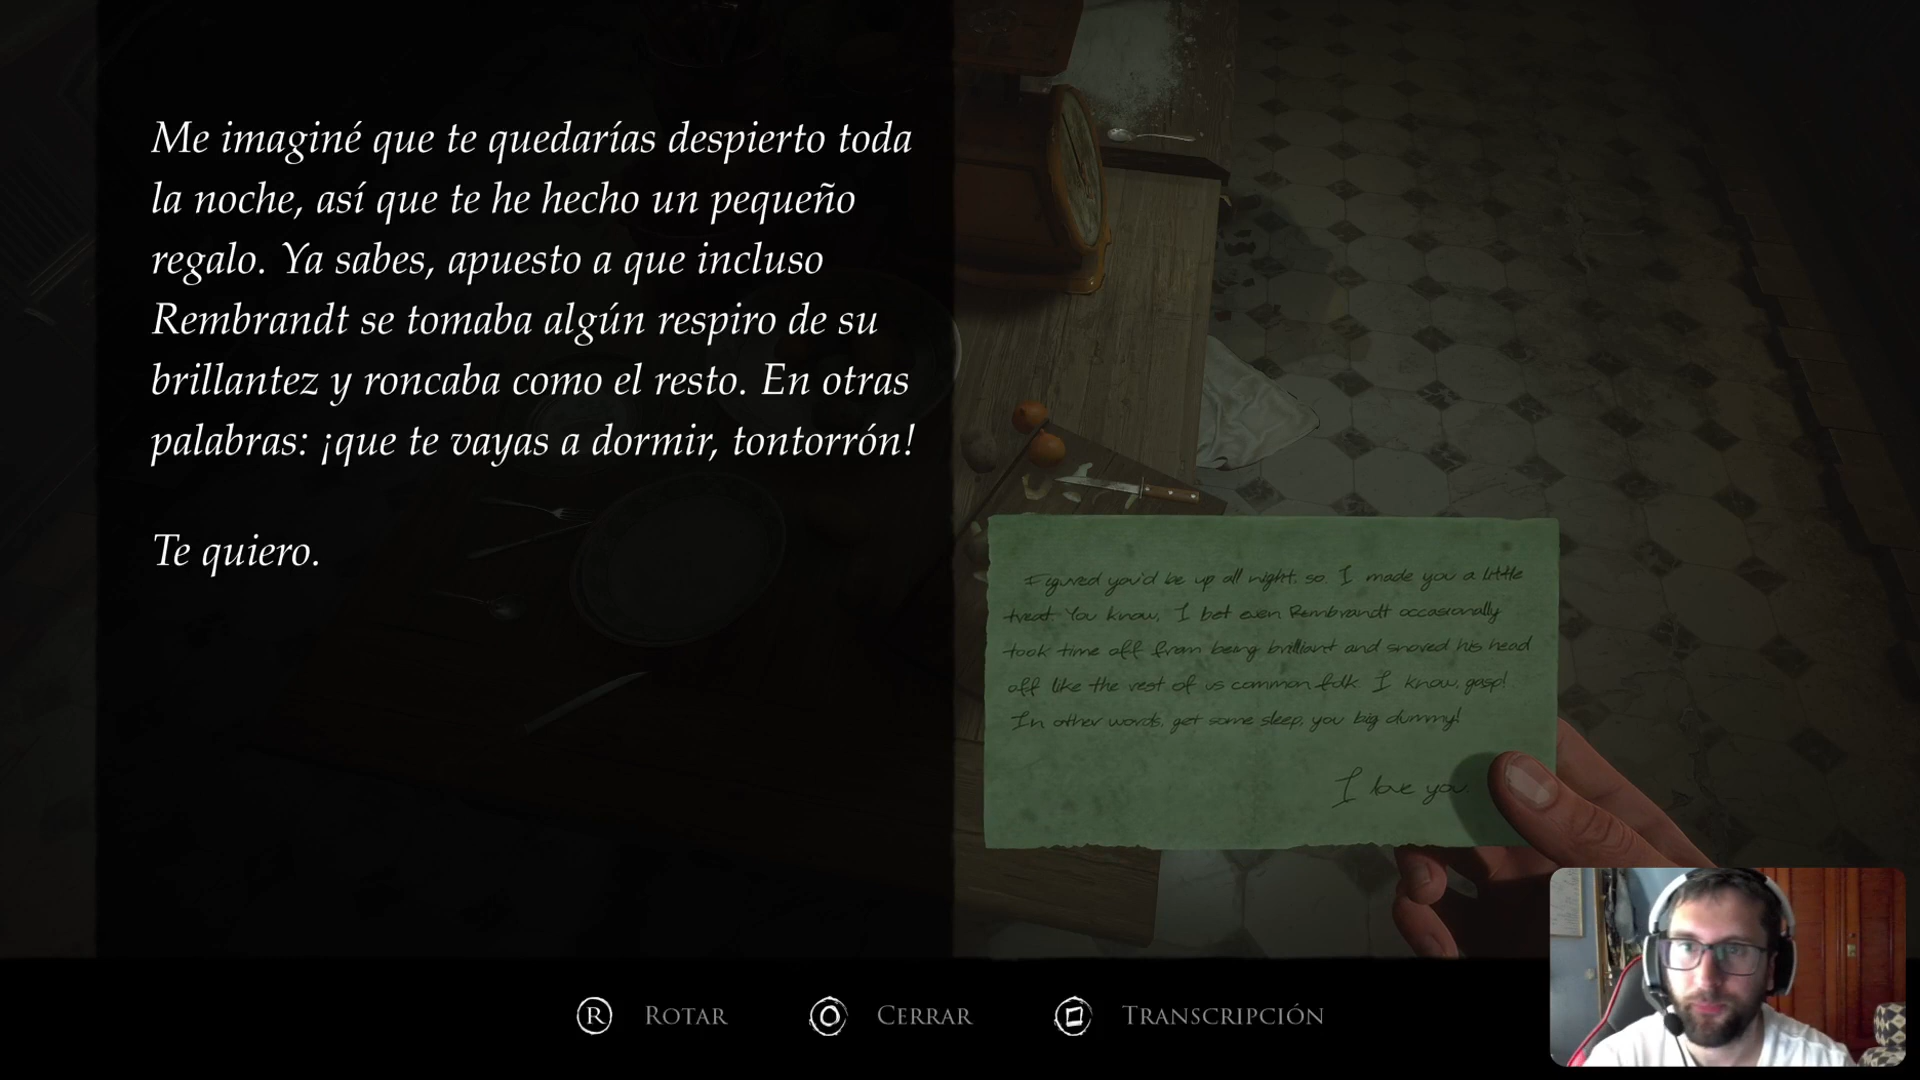 Me imaginé que te quedarías despierto toda
la noche, así que te he hecho un pequeño
regalo. Ya sabes, apuesto a que incluso
Rembrandt se tomaba algún respiro de su
brillantez y roncaba como el resto. En otras
palabras: ¡que te vayas a dormir, tontorrón!
Te quiero.
Figured you'd be up all night, so I made you a little
treat. You know, I bet even Rembrandt occasionally
took time off from being brilliant and snored his head
off like the rest of us common folk. I know, gasp!
In other words, get some sleep, you big dummy!
I love you.
R ROTAR CERRAR TRANSCRIPCIÓN